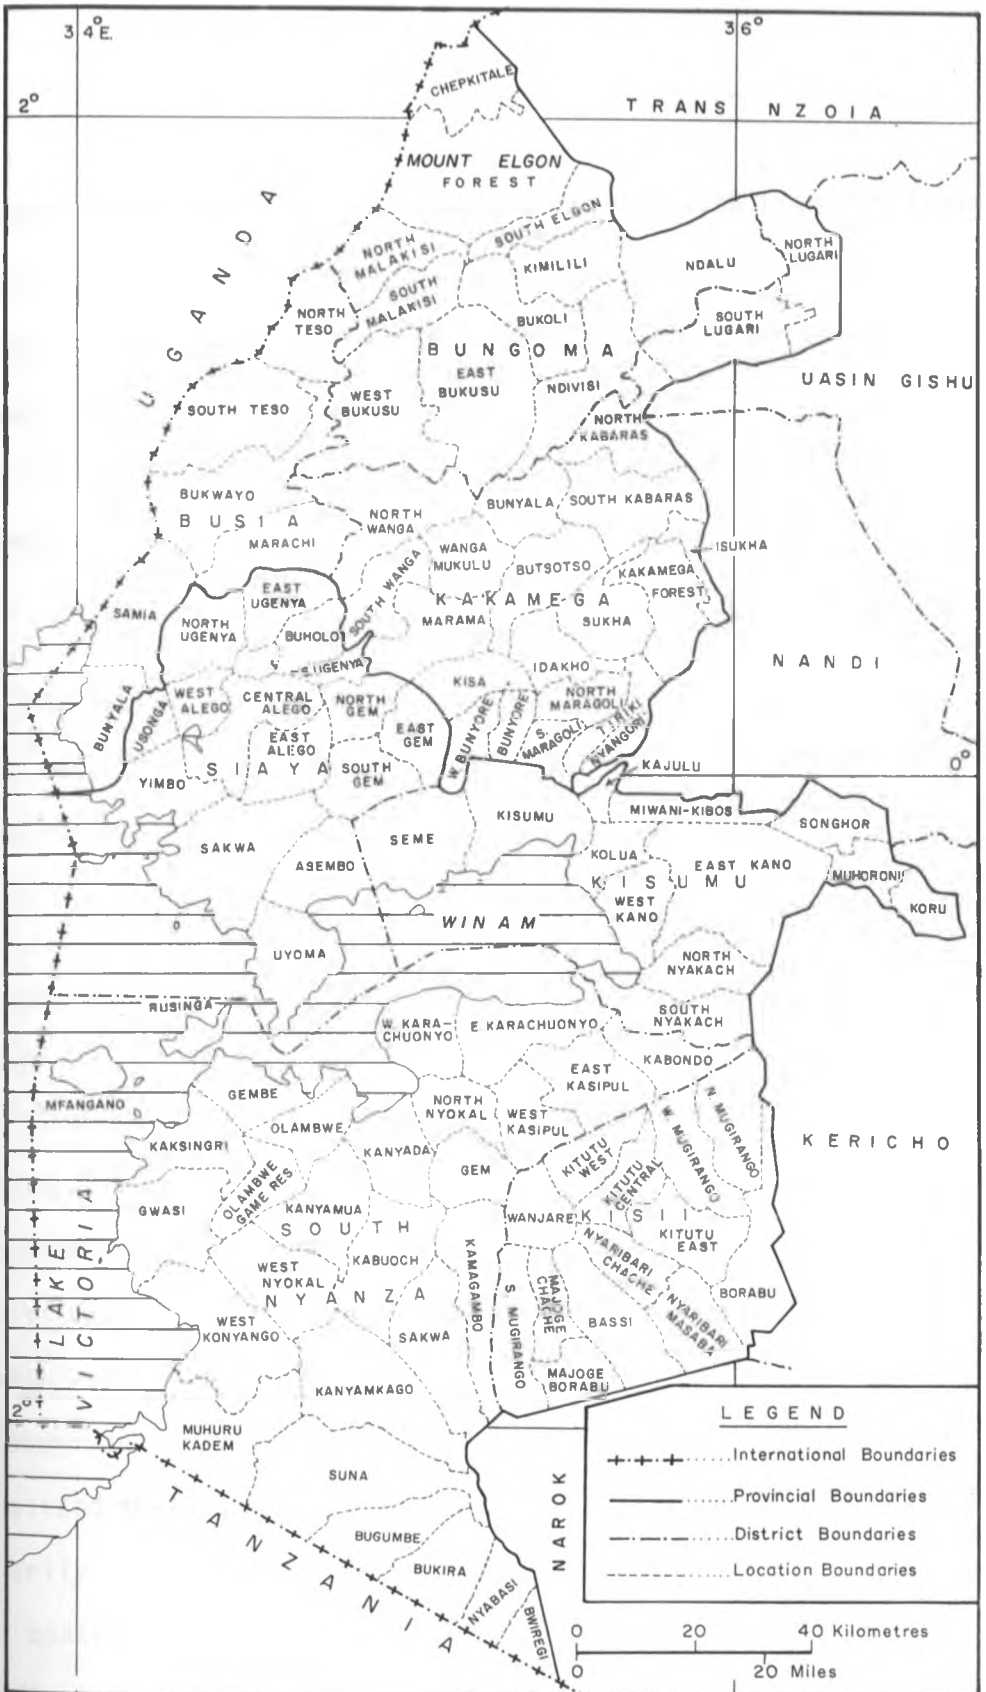 34°E.
36°
2°
CHEPKITALE
TRANS NZOIA
MOUNT ELGON
FOREST
UGANDA
SOUTH ELGON
NORTH
MALAKISI
KIMILILI
NDALU
NORTH
LUGARI
SOUTH
MALAKISI
NORTH
TESO
BUKOLI
SOUTH
LUGARI
BUNGOMA
EAST
BUKUSU
WEST
BUKUSU
NDIVISI
UASIN GISHU
SOUTH TESO
NORTH
KABARAS
BUKWAYO
BUSIA
MARACHI
NORTH
WANGA
BUNYALA
SOUTH KABARAS
ISUKHA
WANGA
MUKULU
BUTSOTSO
KAKAMEGA
FOREST
SOUTH WANGA
EAST
UGENYA
KAKAMEGA
MARAMA
SUKHA
SAMIA
NORTH
UGENYA
BUHOLO
S. UGENYA
IDAKHO
NANDI
KISA
WEST
ALEGO
CENTRAL
ALEGO
NORTH
GEM
NORTH
MARAGOLI
BUNYALA
USONGA
EAST
ALEGO
EAST
GEM
W. BUNYORE
BUNYORE
S.
MARAGOLI
TIRIKI
NYANGORI
SIAYA
SOUTH
GEM
YIMBO
KAJULU
0°
MIWANI-KIBOS
SONGHOR
KISUMU
SEME
SAKWA
ASEMBO
KOLUA
EAST KANO
KISUMU
MUHORONI
WEST
KANO
KORU
WINAM
UYOMA
NORTH
NYAKACH
RUSINGA
SOUTH
NYAKACH
W. KARA-
CHUONYO
E. KARACHUONYO
KABONDO
EAST
KASIPUL
GEMBE
MFANGANO
NORTH
NYOKAL
WEST
KASIPUL
OLAMBWE
W. MUGIRANGO
N. MUGIRANGO
KERICHO
KAKSINGRI
KANYADA
GEM
KITUTU
WEST
KITUTU
CENTRAL
OLAMBWE
GAME RES
GWASI
KANYAMUA
SOUTH
WANJARE
KISII
KITUTU
EAST
WEST
NYOKAL
KABUOCH
NYARIBARI
CHACHE
NYANZA
KAMAGAMBO
S. MUGIRANGO
MAJOGE
CHACHE
BORABU
NYARIBARI
MASABA
WEST
KONYANGO
SAKWA
BASSI
LAKE
VICTORIA
KANYAMKAGO
MAJOGE
BORABU
2°
MUHURU
KADEM
SUNA
NAROK
TANZANIA
BUGUMBE
BUKIRA
NYABASI
BWIREGI
LEGEND
International Boundaries
Provincial Boundaries
District Boundaries
Location Boundaries
0 20 40 Kilometres
0 20 Miles